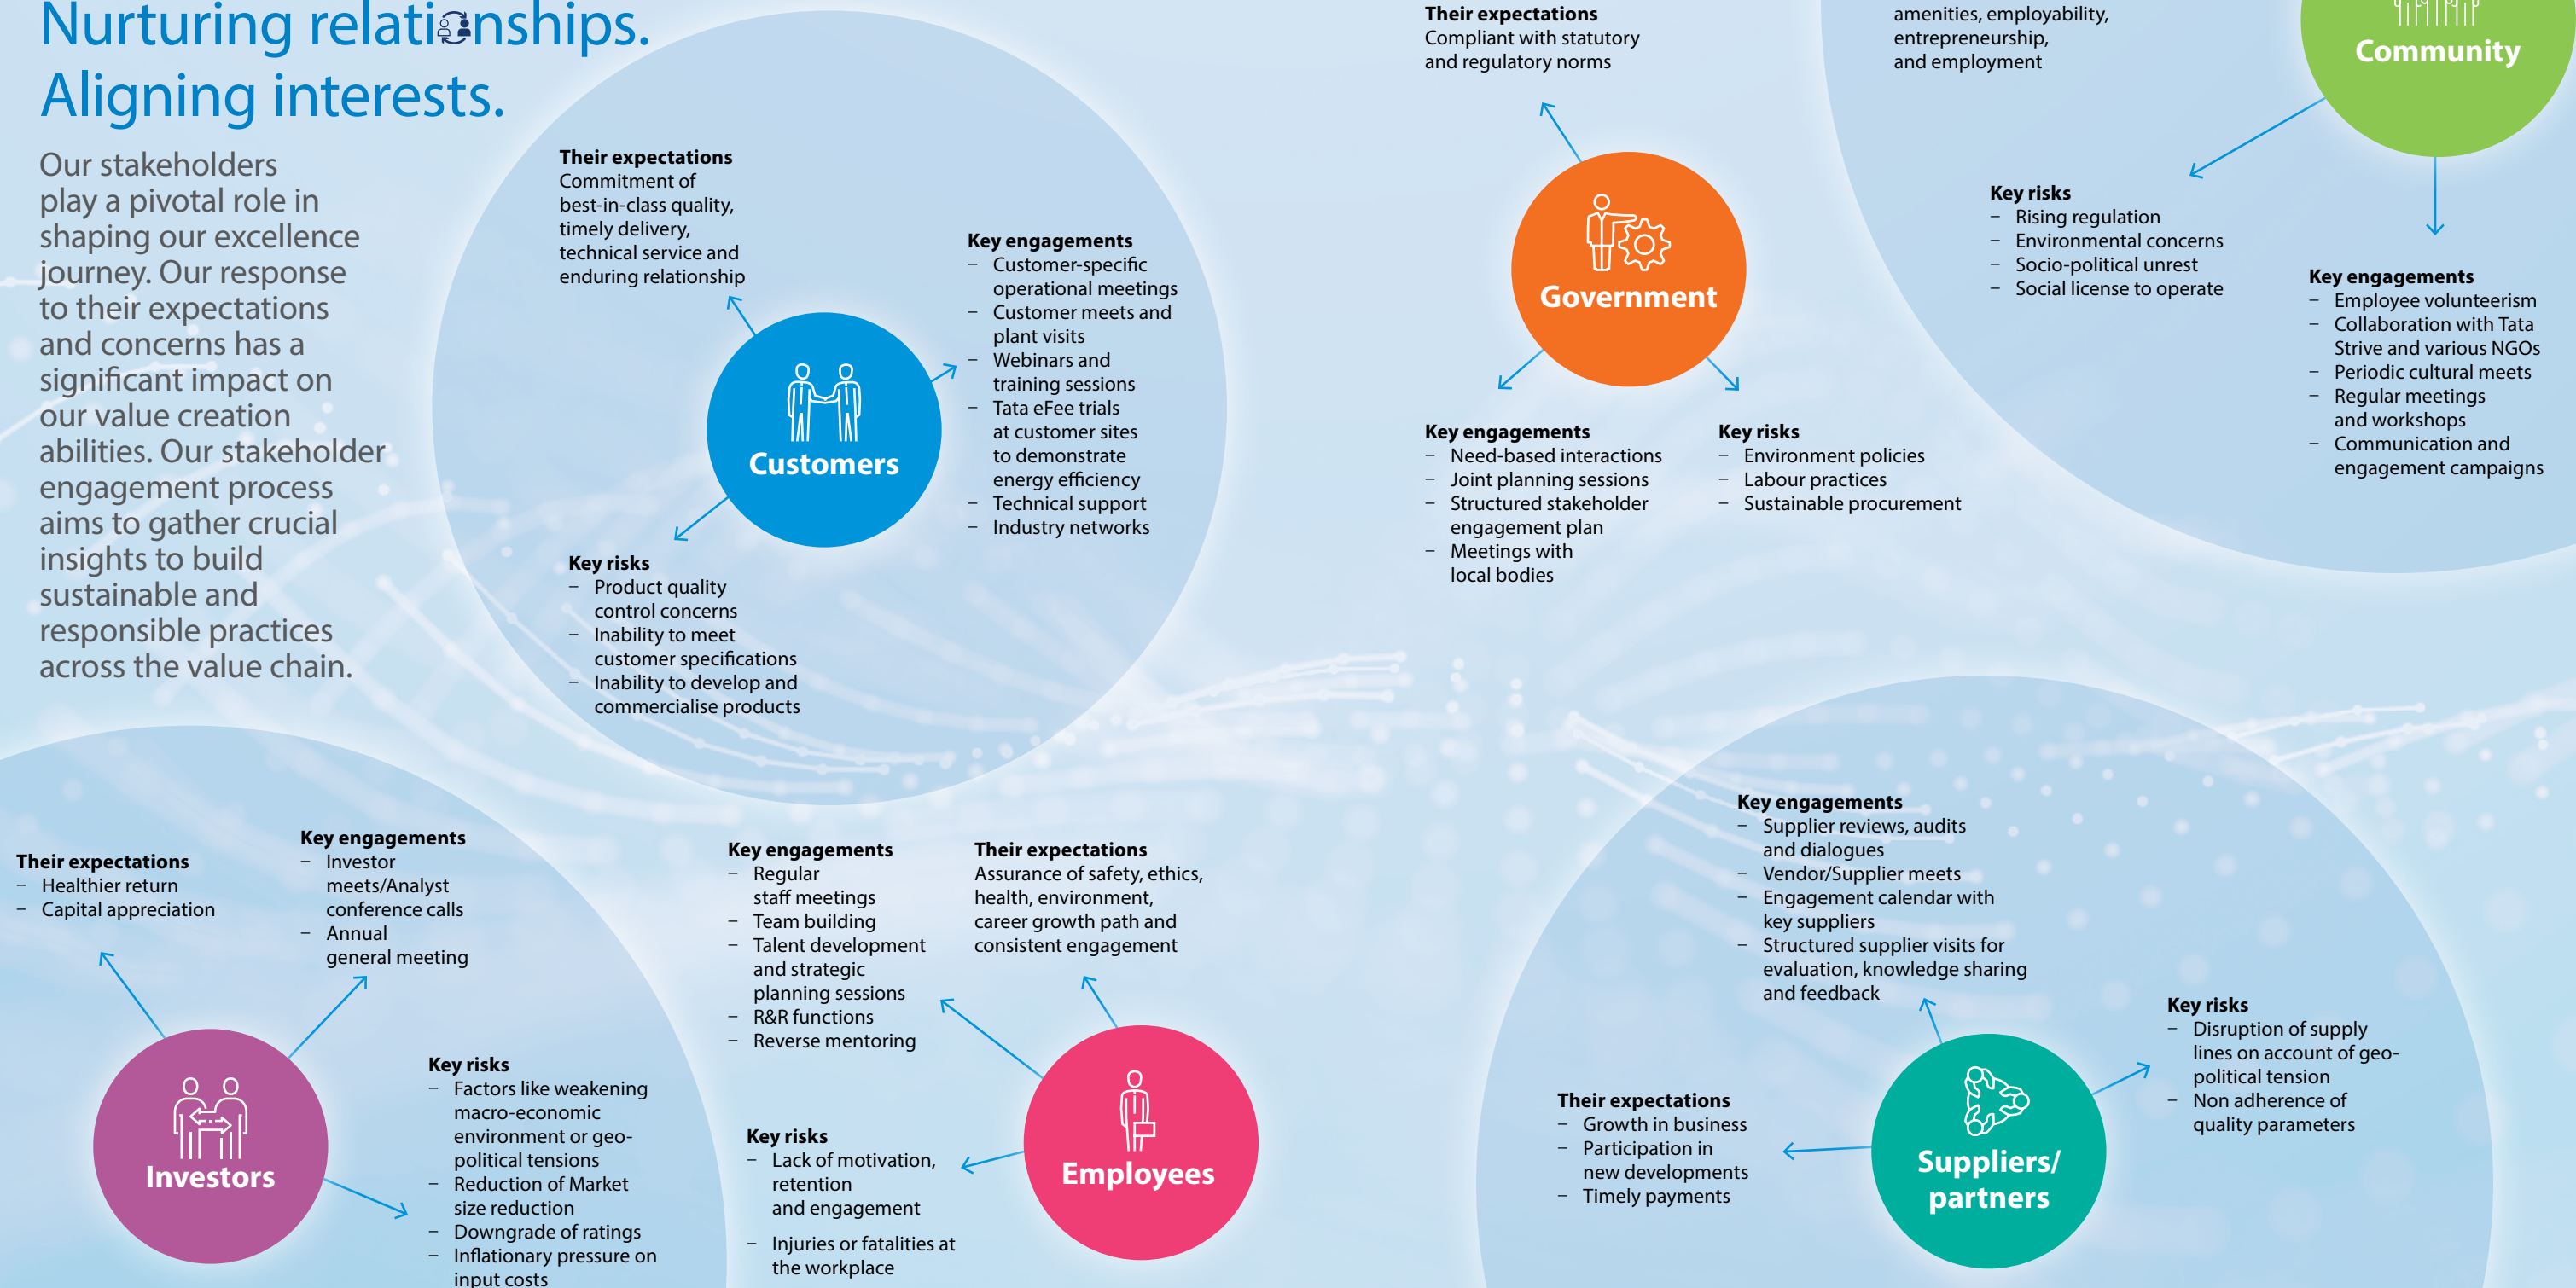 Nurturing relationships.
Aligning interests.
Our stakeholders
play a pivotal role in
shaping our excellence
journey. Our response
to their expectations
and concerns has a
significant impact on
our value creation
abilities. Our stakeholder
engagement process
aims to gather crucial
insights to build
sustainable and
responsible practices
across the value chain.
Their expectations
Commitment of
best-in-class quality,
timely delivery,
technical service and
enduring relationship
Customers
Key engagements
– Customer-specific
operational meetings
– Customer meets and
plant visits
– Webinars and
training sessions
– Tata eFee trials
at customer sites
to demonstrate
energy efficiency
– Technical support
– Industry networks
Key risks
– Product quality
control concerns
– Inability to meet
customer specifications
– Inability to develop and
commercialise products
Their expectations
Compliant with statutory
and regulatory norms
Government
Key engagements
– Need-based interactions
– Joint planning sessions
– Structured stakeholder
engagement plan
– Meetings with
local bodies
Key risks
– Environment policies
– Labour practices
– Sustainable procurement
amenities, employability,
entrepreneurship,
and employment
Community
Key risks
– Rising regulation
– Environmental concerns
– Socio-political unrest
– Social license to operate
Key engagements
– Employee volunteerism
– Collaboration with Tata
Strive and various NGOs
– Periodic cultural meets
– Regular meetings
and workshops
– Communication and
engagement campaigns
Their expectations
– Healthier return
– Capital appreciation
Key engagements
– Investor
meets/Analyst
conference calls
– Annual
general meeting
Investors
Key risks
– Factors like weakening
macro-economic
environment or geo-
political tensions
– Reduction of Market
size reduction
– Downgrade of ratings
– Inflationary pressure on
input costs
Key engagements
– Regular
staff meetings
– Team building
– Talent development
and strategic
planning sessions
– R&R functions
– Reverse mentoring
Their expectations
Assurance of safety, ethics,
health, environment,
career growth path and
consistent engagement
Employees
Key risks
– Lack of motivation,
retention
and engagement
– Injuries or fatalities at
the workplace
Key engagements
– Supplier reviews, audits
and dialogues
– Vendor/Supplier meets
– Engagement calendar with
key suppliers
– Structured supplier visits for
evaluation, knowledge sharing
and feedback
Key risks
– Disruption of supply
lines on account of geo-
political tension
– Non adherence of
quality parameters
Their expectations
– Growth in business
– Participation in
new developments
– Timely payments
Suppliers/
partners